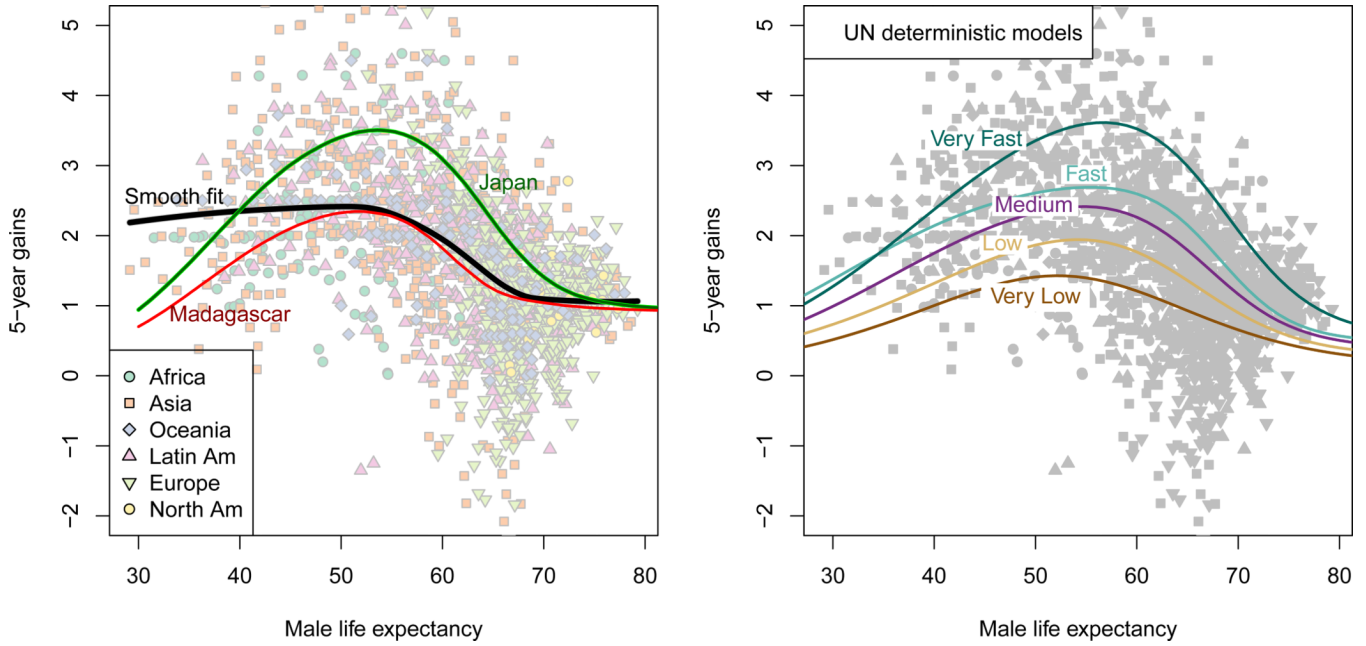 5
4
3
2
1
0
−1
−2
5−year gains
Smooth fit
Japan
Madagascar
Africa
Asia
Oceania
Latin Am
Europe
North Am
30 40 50 60 70 80
Male life expectancy
UN deterministic models
5
4
3
2
1
0
−1
−2
5−year gains
Very Fast
Fast
Medium
Low
Very Low
30 40 50 60 70 80
Male life expectancy